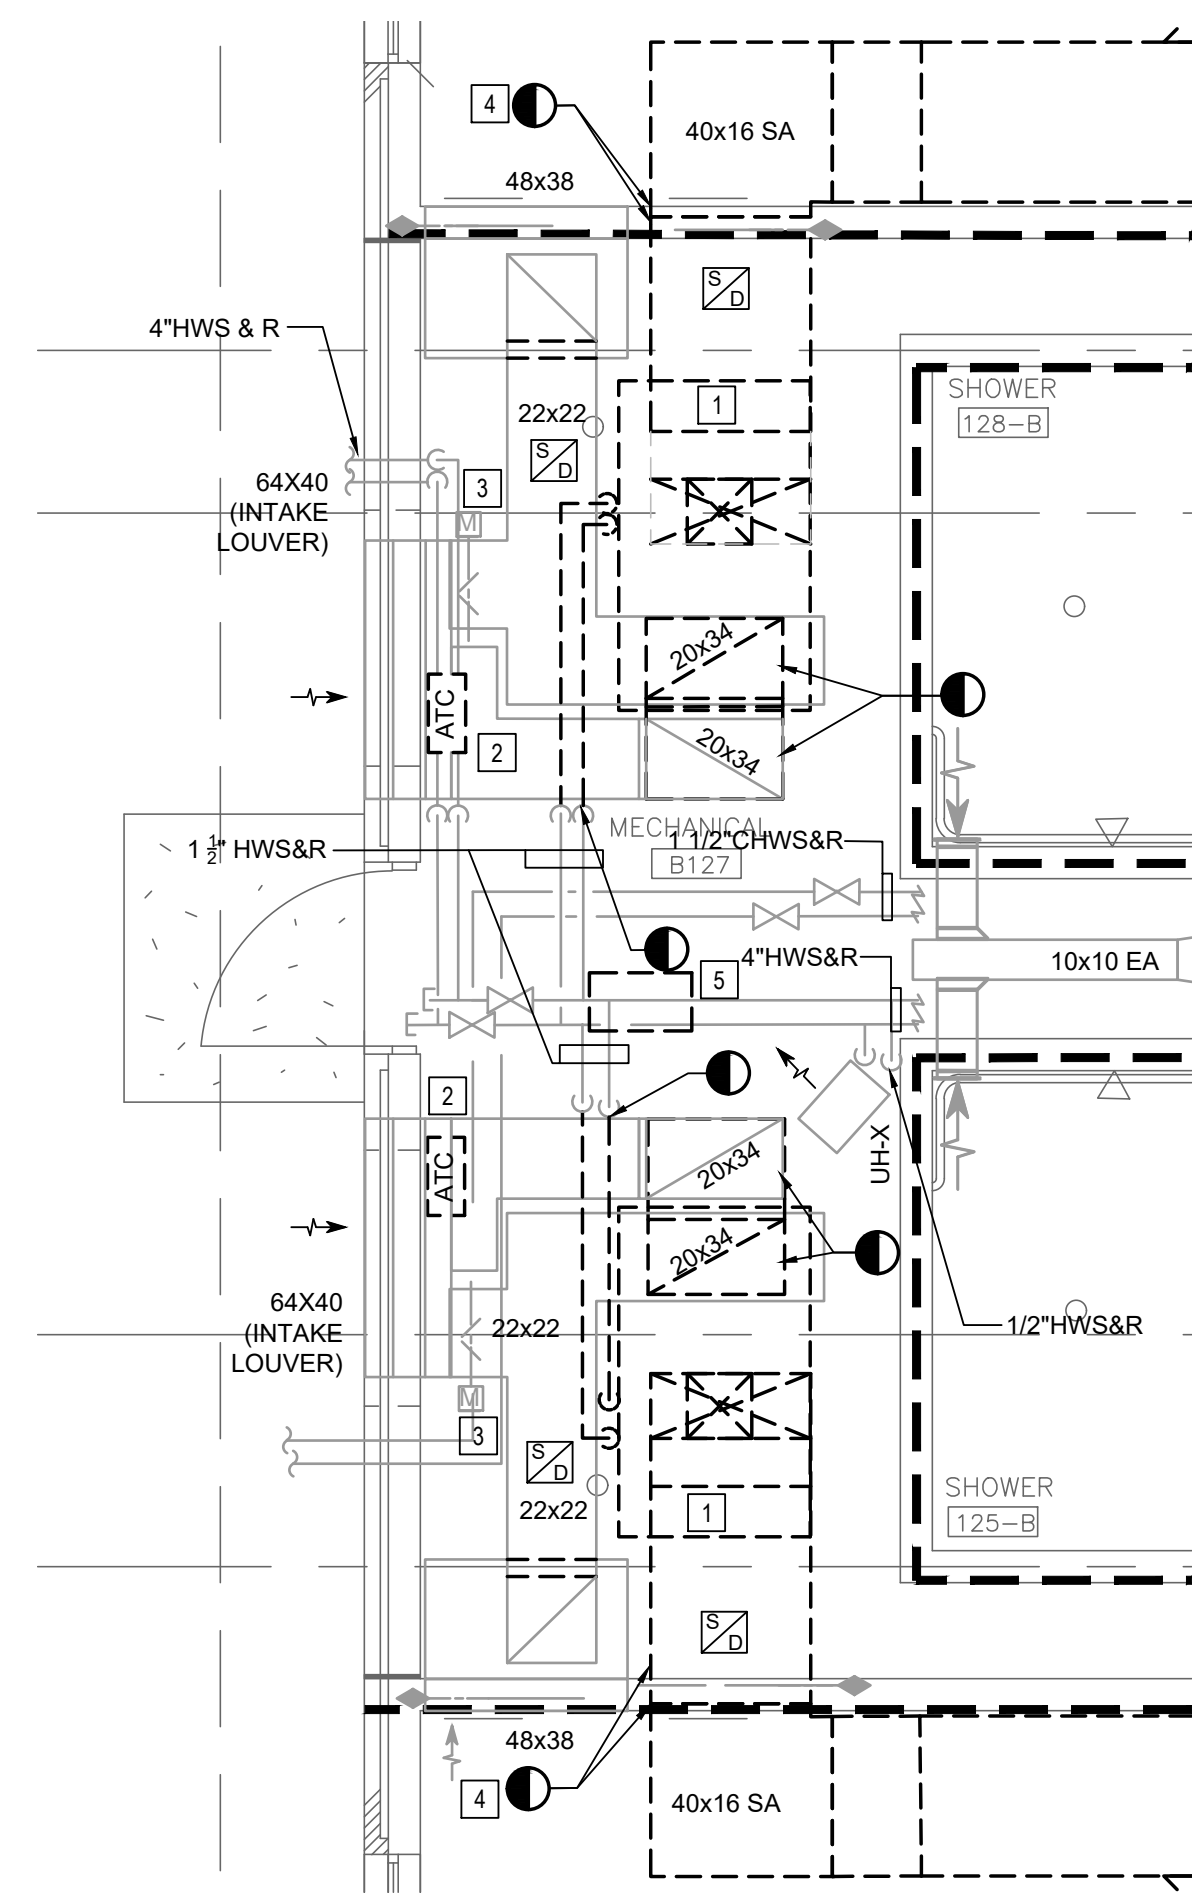 4
40x16 SA
48x38
S
D
4"HWS & R
SHOWER
128-B
1
22x22
S
D
64X40
(INTAKE
LOUVER)
3
M
20x34
ATC
2
20x34
MECHANICAL
B127
1 1/2" HWS&R
1 1/2"CHWS&R
5
4"HWS&R
10x10 EA
2
ATC
20x34
UH-X
20x34
64X40
(INTAKE
LOUVER)
22x22
1/2"HWS&R
M
3
S
D
22x22
1
SHOWER
125-B
S
D
48x38
4
40x16 SA